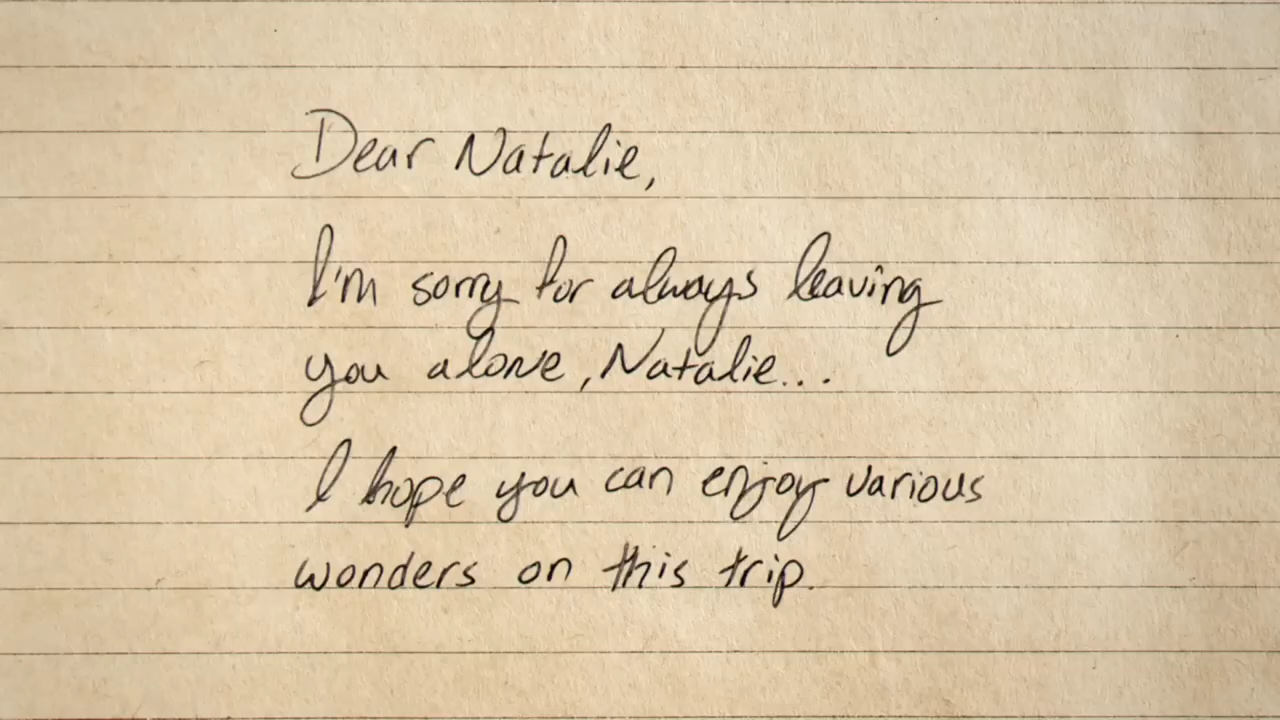 Dear Natalie,
I'm sorry for always leaving
you alone, Natalie...
I hope you can enjoy various
wonders on this trip.